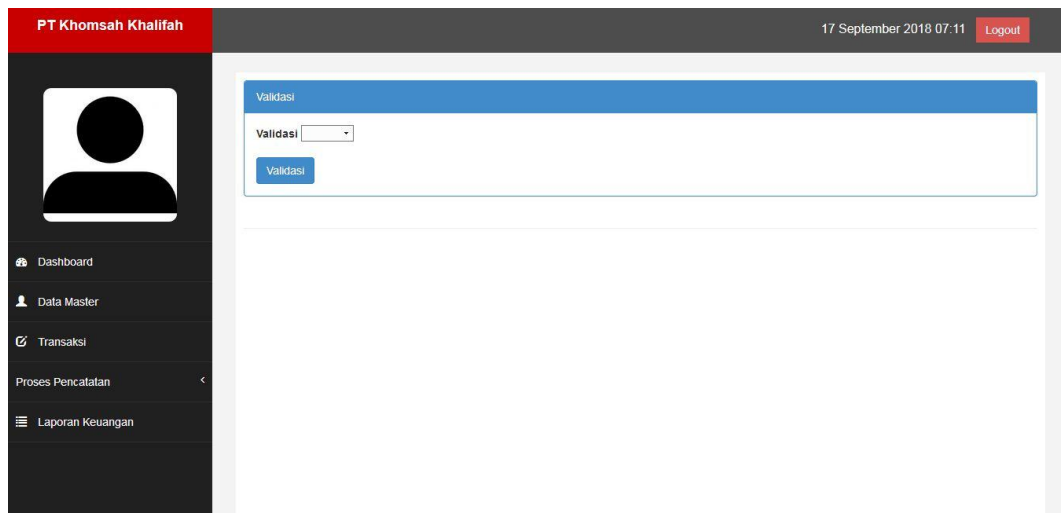 PT Khomsah Khalifah
17 September 2018 07:11 Logout
Validasi
Validasi
Validasi
Dashboard
Data Master
Transaksi
Proses Pencatatan
Laporan Keuangan